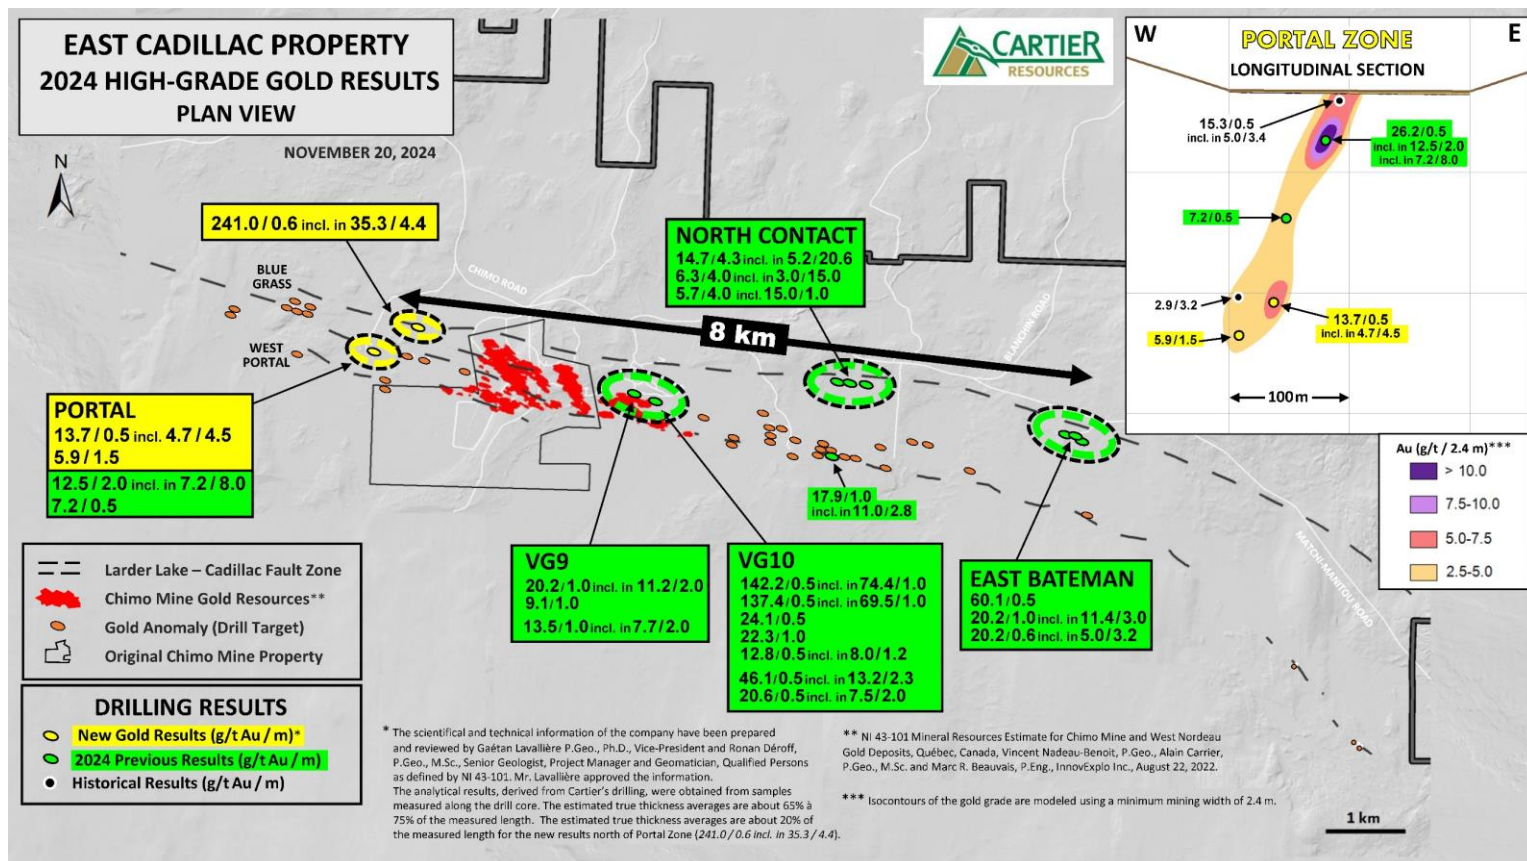 EAST CADILLAC PROPERTY
2024 HIGH-GRADE GOLD RESULTS
PLAN VIEW
NOVEMBER 20, 2024
N
CARTIER
RESOURCES
241.0 / 0.6 incl. in 35.3 / 4.4
BLUE
GRASS
WEST
PORTAL
CHIMO ROAD
8 km
BLANCHIN ROAD
MATCHI-MANITOU ROAD
NORTH CONTACT
14.7/4.3 incl. in 5.2/20.6
6.3/4.0 incl. in 3.0/15.0
5.7/4.0 incl. 15.0/1.0
PORTAL
13.7 / 0.5 incl. 4.7 / 4.5
5.9 / 1.5
12.5 / 2.0 incl. in 7.2 / 8.0
7.2 / 0.5
17.9/1.0
incl. in 11.0/2.8
VG9
20.2/1.0 incl. in 11.2/2.0
9.1/1.0
13.5/1.0 incl. in 7.7/2.0
VG10
142.2/0.5 incl. in 74.4/1.0
137.4/0.5 incl. in 69.5/1.0
24.1/0.5
22.3/1.0
12.8/0.5 incl. in 8.0/1.2
46.1/0.5 incl. in 13.2/2.3
20.6/0.5 incl. in 7.5/2.0
EAST BATEMAN
60.1/0.5
20.2/1.0 incl. in 11.4/3.0
20.2/0.6 incl. in 5.0/3.2
W
E
PORTAL ZONE
LONGITUDINAL SECTION
15.3/0.5
incl. in 5.0/3.4
26.2/0.5
incl. in 12.5/2.0
incl. in 7.2/8.0
7.2/0.5
2.9/3.2
13.7/0.5
incl. in 4.7/4.5
5.9/1.5
100 m
Au (g/t / 2.4 m)***
> 10.0
7.5-10.0
5.0-7.5
2.5-5.0
Larder Lake – Cadillac Fault Zone
Chimo Mine Gold Resources**
Gold Anomaly (Drill Target)
Original Chimo Mine Property
DRILLING RESULTS
New Gold Results (g/t Au / m)*
2024 Previous Results (g/t Au / m)
Historical Results (g/t Au / m)
* The scientifical and technical information of the company have been prepared
and reviewed by Gaétan Lavallière P.Geo., Ph.D., Vice-President and Ronan Déroff,
P.Geo., M.Sc., Senior Geologist, Project Manager and Geomatician, Qualified Persons
as defined by NI 43-101. Mr. Lavallière approved the information.
The analytical results, derived from Cartier's drilling, were obtained from samples
measured along the drill core. The estimated true thickness averages are about 65% à
75% of the measured length. The estimated true thickness averages are about 20% of
the measured length for the new results north of Portal Zone (241.0 / 0.6 incl. in 35.3 / 4.4).
** NI 43-101 Mineral Resources Estimate for Chimo Mine and West Nordeau
Gold Deposits, Québec, Canada, Vincent Nadeau-Benoit, P.Geo., Alain Carrier,
P.Geo., M.Sc. and Marc R. Beauvais, P.Eng., InnovExplo Inc., August 22, 2022.
*** Isocontours of the gold grade are modeled using a minimum mining width of 2.4 m.
1 km